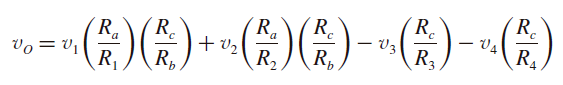 v_O = v_1 (R_a / R_1) (R_c / R_b) + v_2 (R_a / R_2) (R_c / R_b) − v_3 (R_c / R_3) − v_4 (R_c / R_4)